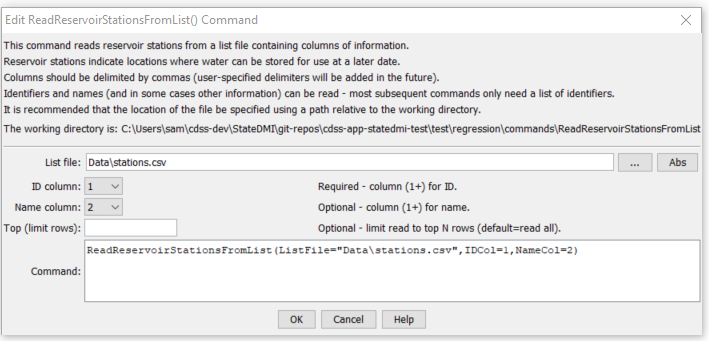 Edit ReadReservoirStationsFromList() Command
This command reads reservoir stations from a list file containing columns of information.
Reservoir stations indicate locations where water can be stored for use at a later date.
Columns should be delimited by commas (user-specified delimiters will be added in the future).
Identifiers and names (and in some cases other information) can be read - most subsequent commands only need a list of identifiers.
It is recommended that the location of the file be specified using a path relative to the working directory.
The working directory is: C:\Users\sam\cdss-dev\StateDMI\git-repos\cdss-app-statedmi-test\test\regression\commands\ReadReservoirStationsFromList
List file: Data\stations.csv ... Abs
ID column: 1 Required - column (1+) for ID.
Name column: 2 Optional - column (1+) for name.
Top (limit rows): Optional - limit read to top N rows (default=read all).
ReadReservoirStationsFromList(ListFile="Data\stations.csv",IDCol=1,NameCol=2)
Command:
OK Cancel Help